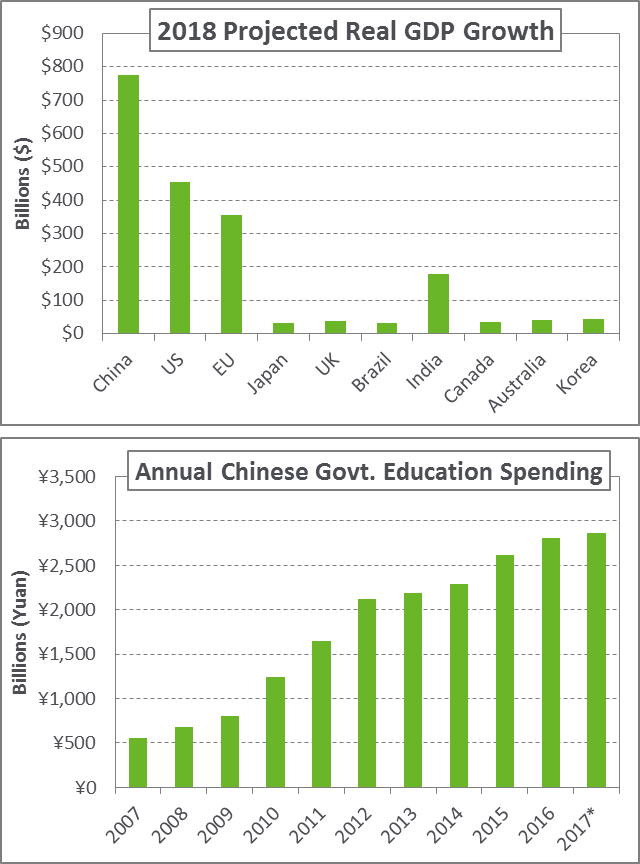 2018 Projected Real GDP Growth
Billions ($)
$900
$800
$700
$600
$500
$400
$300
$200
$100
$0
China
US
EU
Japan
UK
Brazil
India
Canada
Australia
Korea
Annual Chinese Govt. Education Spending
Billions (Yuan)
¥3,500
¥3,000
¥2,500
¥2,000
¥1,500
¥1,000
¥500
¥0
2007
2008
2009
2010
2011
2012
2013
2014
2015
2016
2017*